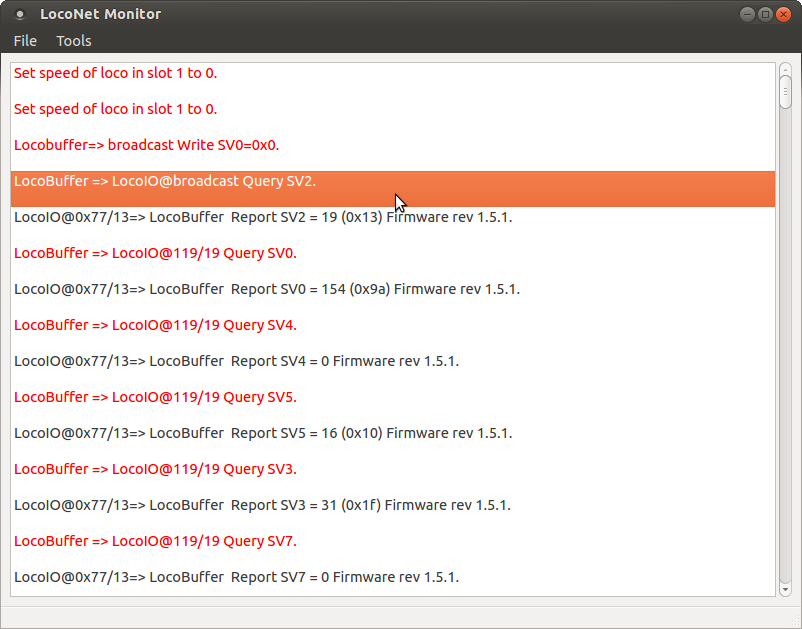 LocoNet Monitor
File Tools
Set speed of loco in slot 1 to 0.
Set speed of loco in slot 1 to 0.
Locobuffer=> broadcast Write SV0=0x0.
LocoBuffer => LocoIO@broadcast Query SV2.
LocoIO@0x77/13=> LocoBuffer  Report SV2 = 19 (0x13) Firmware rev 1.5.1.
LocoBuffer => LocoIO@119/19 Query SV0.
LocoIO@0x77/13=> LocoBuffer  Report SV0 = 154 (0x9a) Firmware rev 1.5.1.
LocoBuffer => LocoIO@119/19 Query SV4.
LocoIO@0x77/13=> LocoBuffer  Report SV4 = 0 Firmware rev 1.5.1.
LocoBuffer => LocoIO@119/19 Query SV5.
LocoIO@0x77/13=> LocoBuffer  Report SV5 = 16 (0x10) Firmware rev 1.5.1.
LocoBuffer => LocoIO@119/19 Query SV3.
LocoIO@0x77/13=> LocoBuffer  Report SV3 = 31 (0x1f) Firmware rev 1.5.1.
LocoBuffer => LocoIO@119/19 Query SV7.
LocoIO@0x77/13=> LocoBuffer  Report SV7 = 0 Firmware rev 1.5.1.